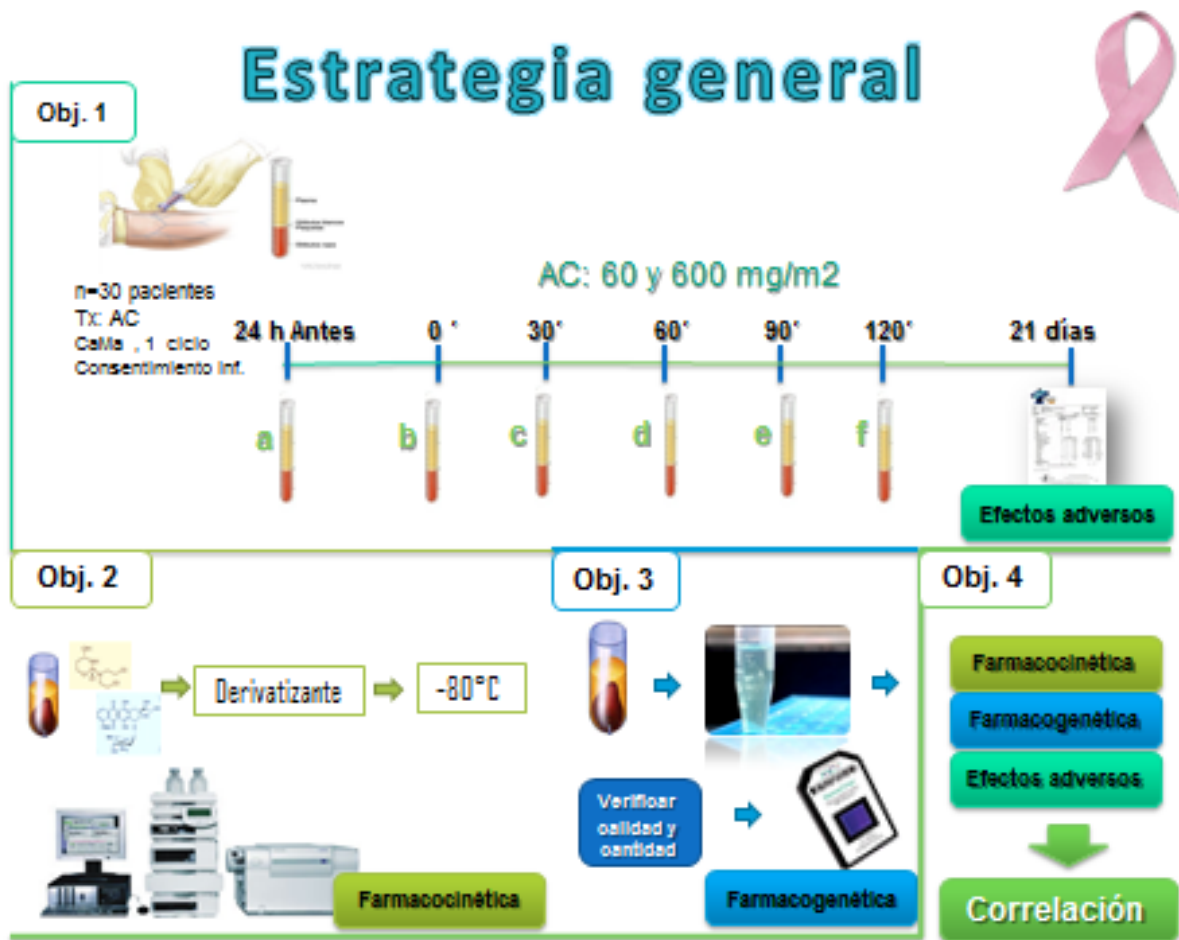 Estrategia general
Obj. 1
n=30 pacientes
Tx: AC
CaMa , 1 ciclo
Consentimiento inf.
AC: 60 y 600 mg/m2
24 h Antes
0 ' 30' 60' 90' 120' 21 días
a b c d e f
Efectos adversos
Obj. 2
Derivatizante
-80°C
Farmacocinética
Obj. 3
Verificar
calidad y
cantidad
Farmacogenética
Obj. 4
Farmacocinética
Farmacogenética
Efectos adversos
Correlación